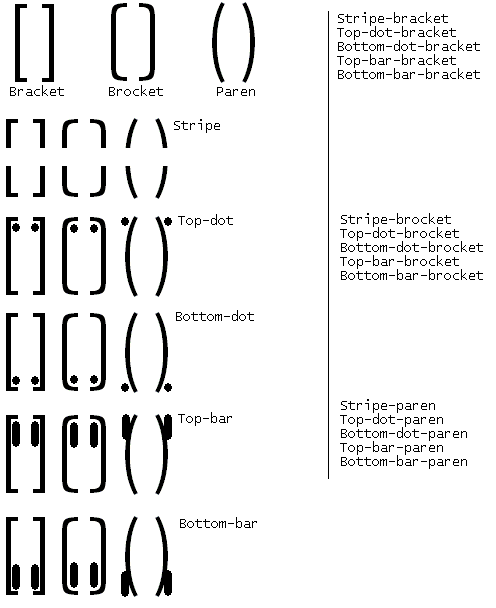 [ ] [ ] ( )
Bracket Brocket Paren
Stripe
Top-dot
Bottom-dot
Top-bar
Bottom-bar
Stripe-bracket
Top-dot-bracket
Bottom-dot-bracket
Top-bar-bracket
Bottom-bar-bracket
Stripe-brocket
Top-dot-brocket
Bottom-dot-brocket
Top-bar-brocket
Bottom-bar-brocket
Stripe-paren
Top-dot-paren
Bottom-dot-paren
Top-bar-paren
Bottom-bar-paren